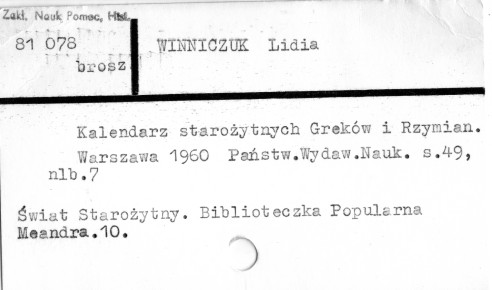 Zakł. Nauk Pomoc. Hist.
81 078
brosz
WINNICZUK Lidia
Kalendarz starożytnych Greków i Rzymian.
Warszawa 1960 Państw.Wydaw.Nauk. s.49,
nlb.7
Świat Starożytny. Biblioteczka Popularna
Meandra.10.